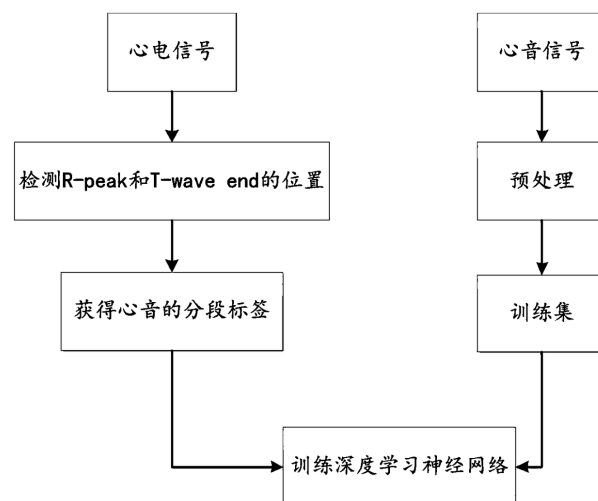 心电信号
心音信号
检测R-peak和T-wave end的位置
预处理
获得心音的分段标签
训练集
训练深度学习神经网络